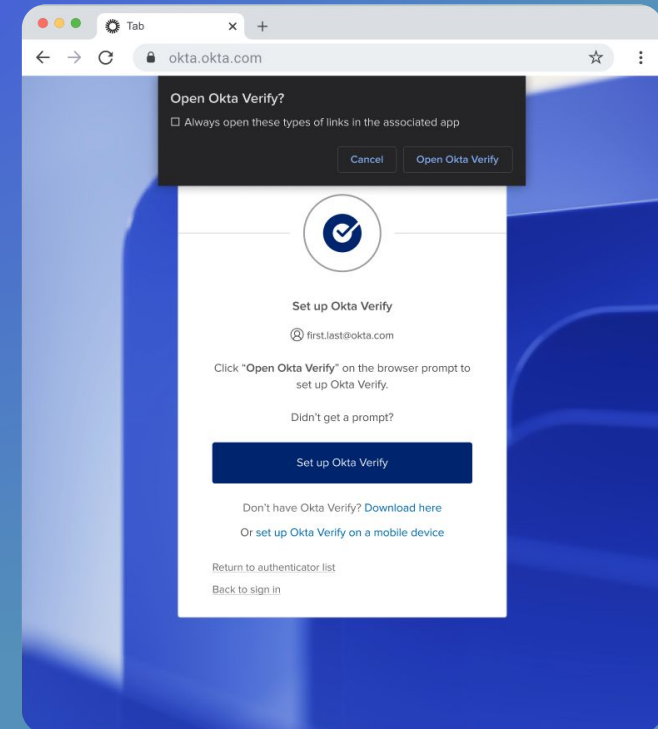 Tab
okta.okta.com
Open Okta Verify?
Always open these types of links in the associated app
Cancel
Open Okta Verify
Set up Okta Verify
first.last@okta.com
Click “Open Okta Verify” on the browser prompt to
set up Okta Verify.
Didn’t get a prompt?
Set up Okta Verify
Don’t have Okta Verify? Download here
Or set up Okta Verify on a mobile device
Return to authenticator list
Back to sign in